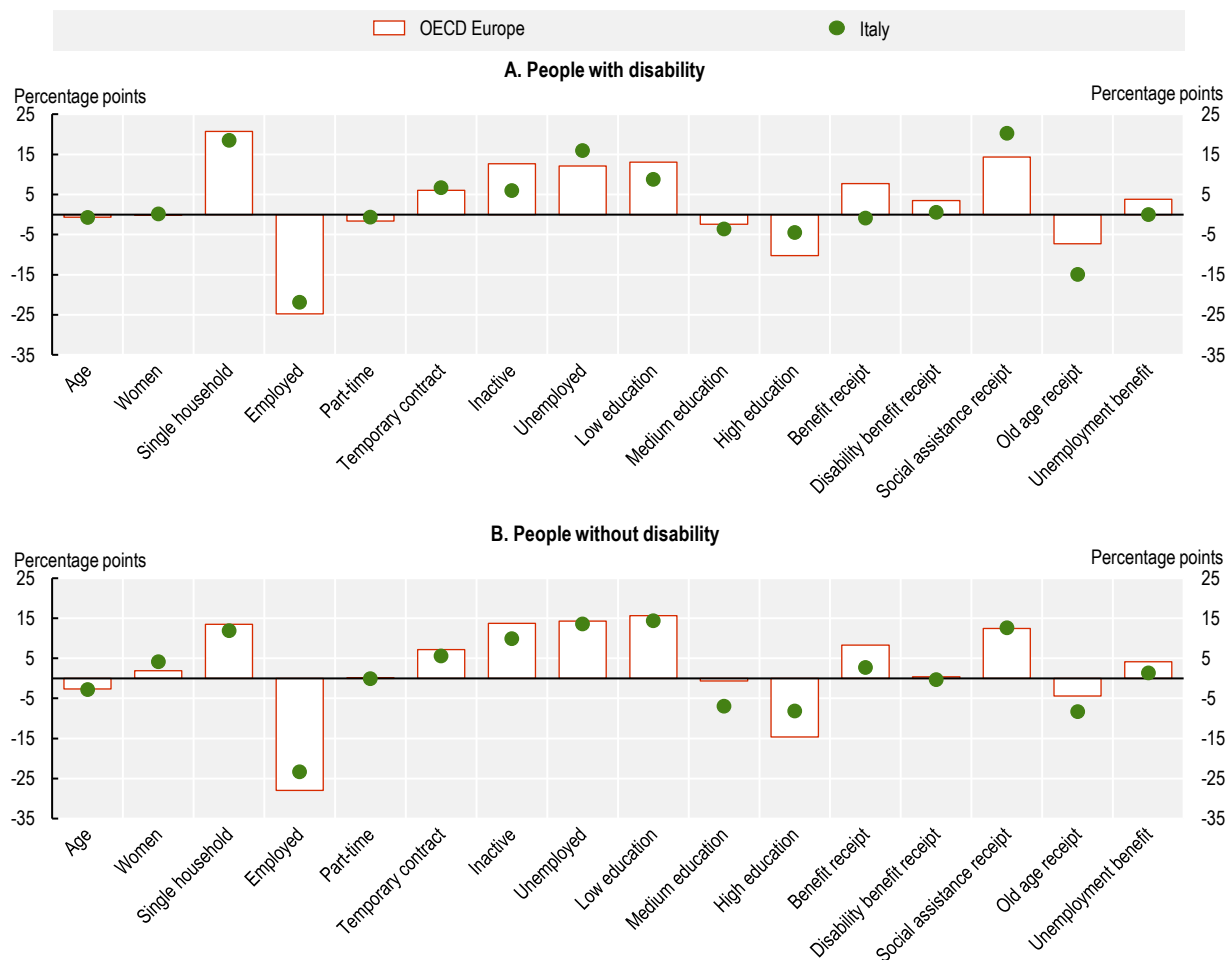 OECD Europe Italy
A. People with disability
Percentage points Percentage points
25 25
15 15
5 5
-5 -5
-15 -15
-25 -25
-35 -35
Age
Women
Single household
Employed
Part-time
Temporary contract
Inactive
Unemployed
Low education
Medium education
High education
Benefit receipt
Disability benefit receipt
Social assistance receipt
Old age receipt
Unemployment benefit
B. People without disability
Percentage points Percentage points
25 25
15 15
5 5
-5 -5
-15 -15
-25 -25
-35 -35
Age
Women
Single household
Employed
Part-time
Temporary contract
Inactive
Unemployed
Low education
Medium education
High education
Benefit receipt
Disability benefit receipt
Social assistance receipt
Old age receipt
Unemployment benefit